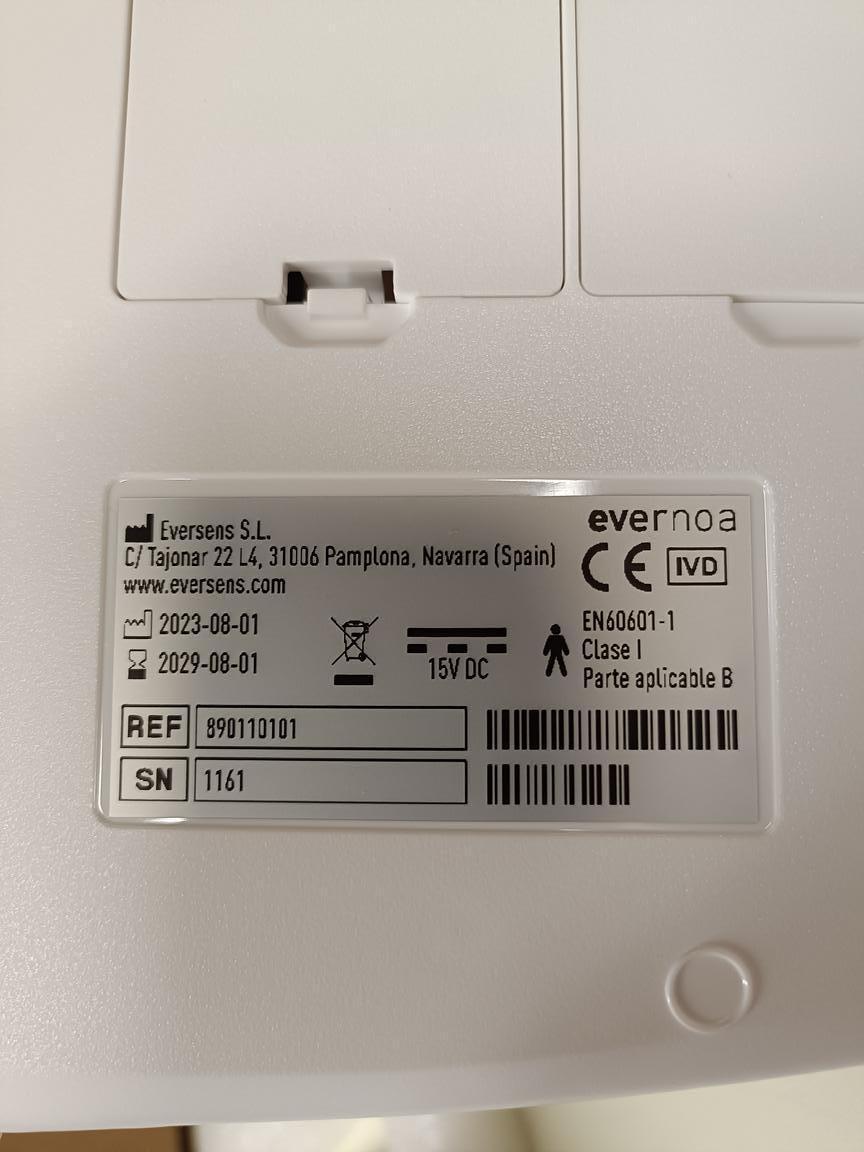 Eversens S.L.
C/ Tajonar 22 L4, 31006 Pamplona, Navarra (Spain)
www.eversens.com
evernoa
CE IVD
2023-08-01
2029-08-01
15V DC
EN60601-1
Clase I
Parte aplicable B
REF 890110101
SN 1161